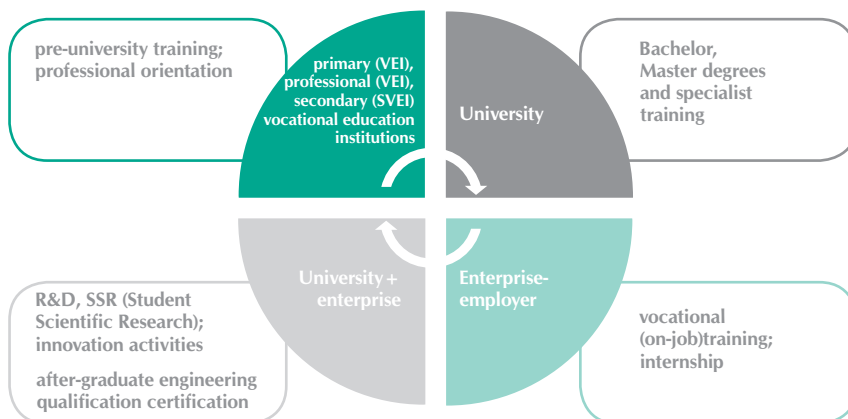 pre-university training;
professional orientation
primary (VEI),
professional (VEI),
secondary (SVEI)
vocational education
institutions
University
Bachelor,
Master degrees
and specialist
training
R&D, SSR (Student
Scientific Research);
innovation activities
after-graduate engineering
qualification certification
University+
enterprise
Enterprise-
employer
vocational
(on-job)training;
internship